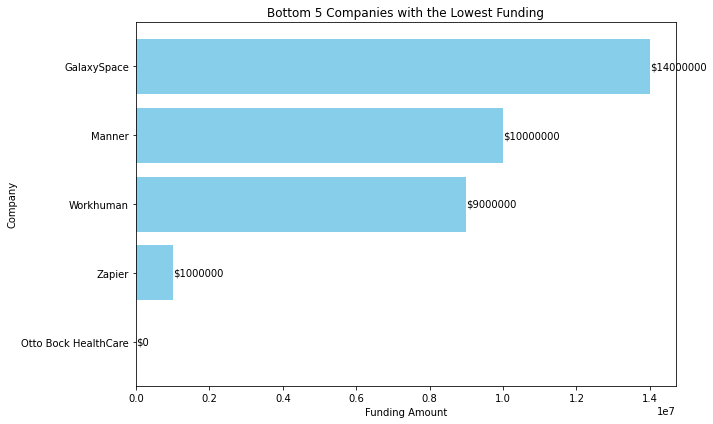 Bottom 5 Companies with the Lowest Funding
GalaxySpace
$14000000
Manner
$10000000
Company
Workhuman
$9000000
Zapier
$1000000
Otto Bock HealthCare
$0
0.0 0.2 0.4 0.6 0.8 1.0 1.2 1.4
1e7
Funding Amount